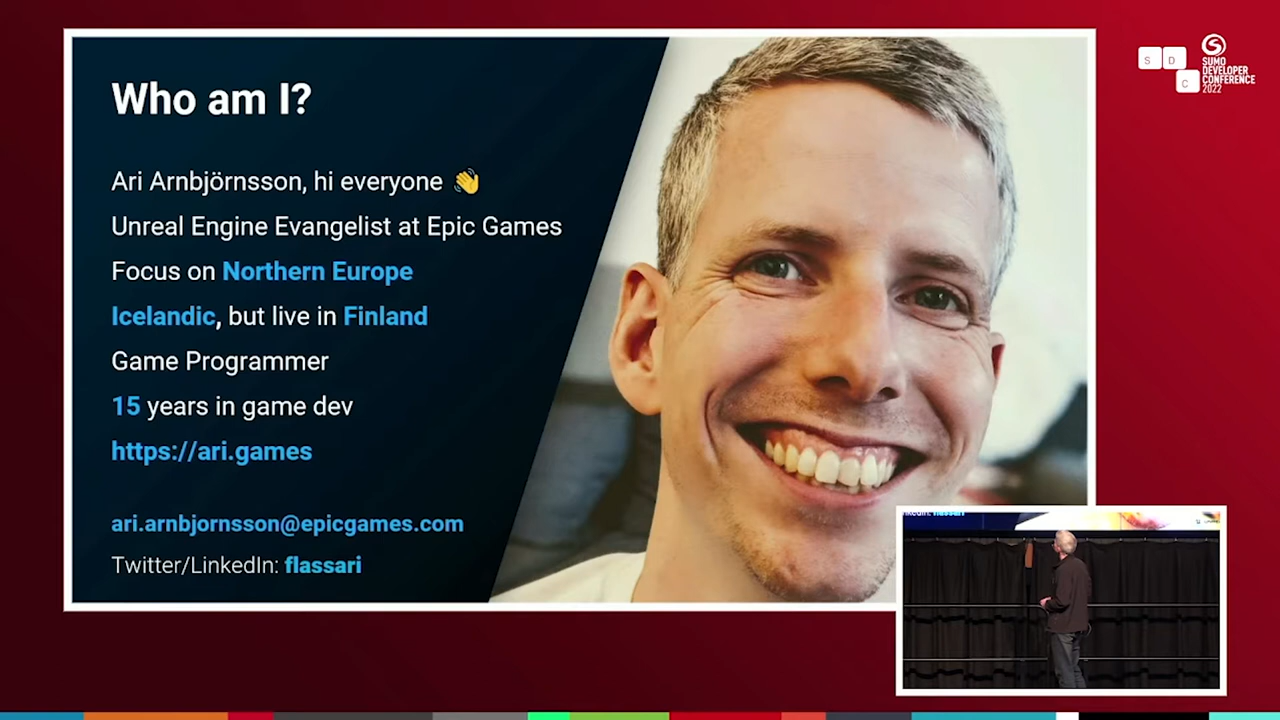 Who am I?
Ari Arnbjörnsson, hi everyone 👋
Unreal Engine Evangelist at Epic Games
Focus on Northern Europe
Icelandic, but live in Finland
Game Programmer
15 years in game dev
https://ari.games
ari.arnbjornsson@epicgames.com
Twitter/LinkedIn: flassari
S D
C
SUMO
DEVELOPER
CONFERENCE
2022